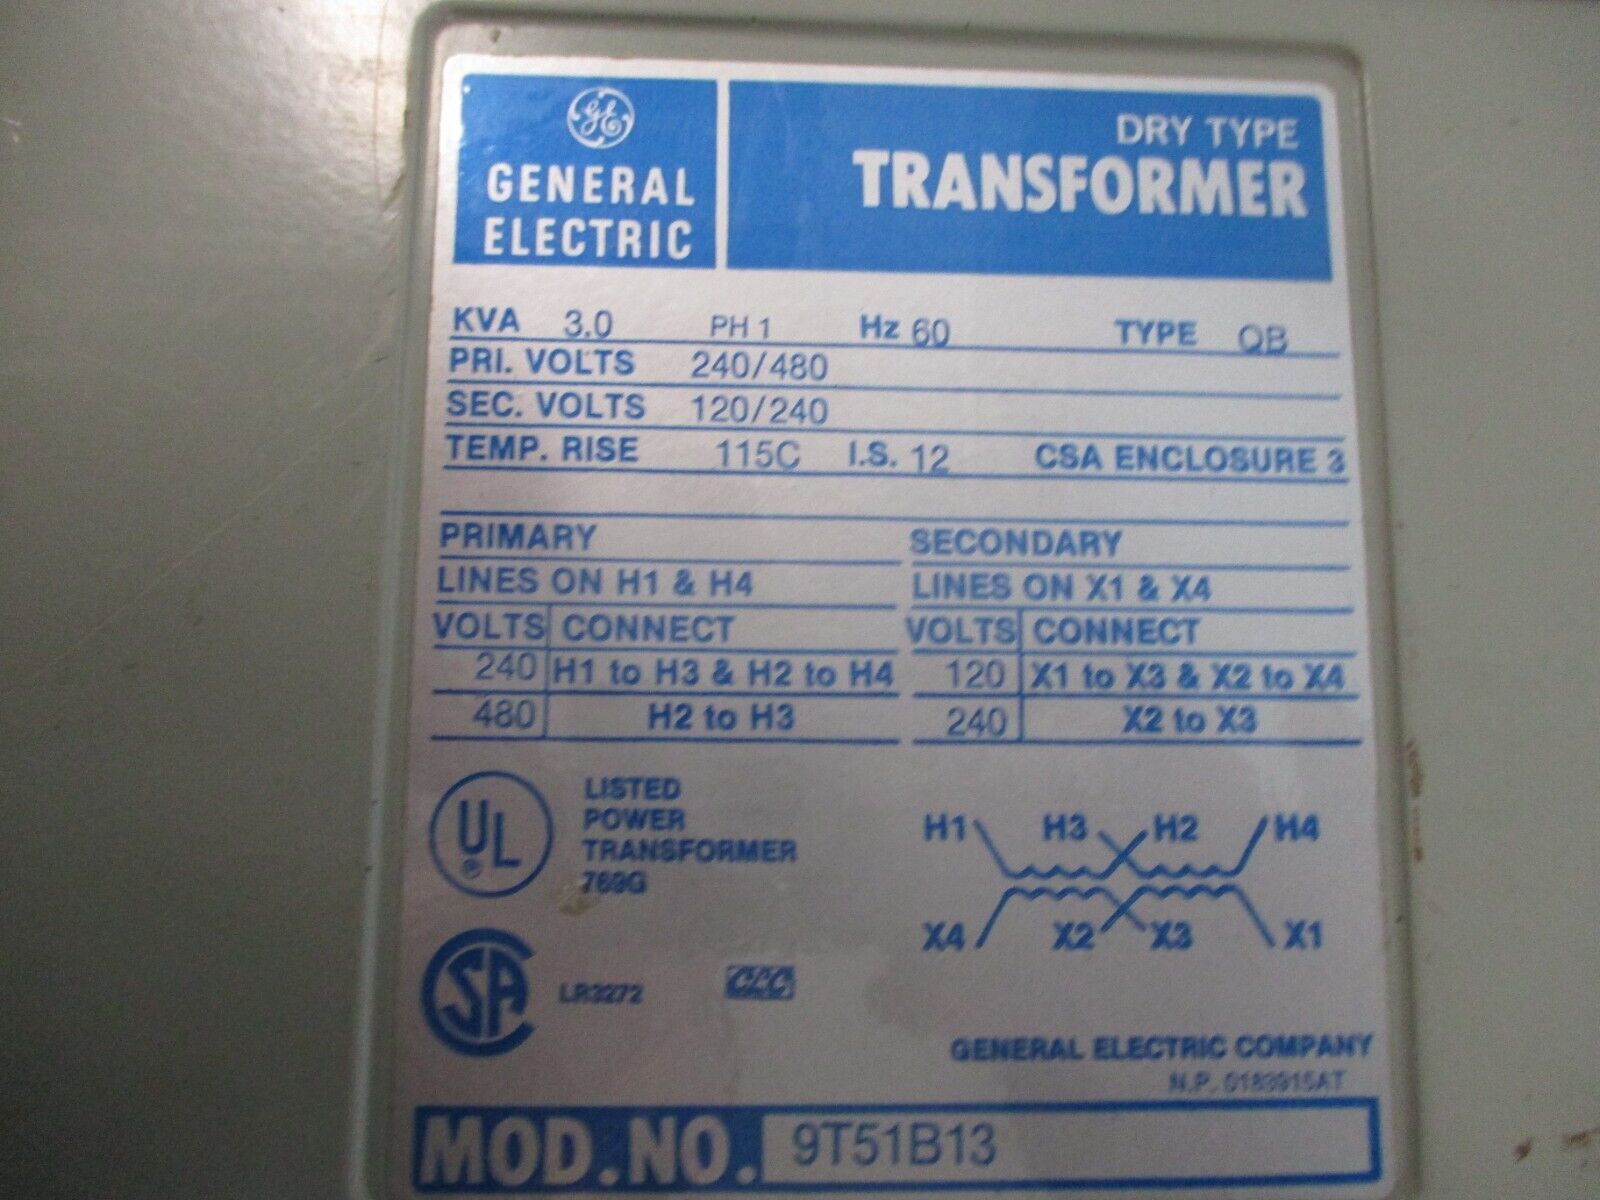 GE
GENERAL
ELECTRIC
DRY TYPE
TRANSFORMER
KVA 3.0 PH 1 Hz 60 TYPE QB
PRI. VOLTS 240/480
SEC. VOLTS 120/240
TEMP. RISE 115C I.S. 12 CSA ENCLOSURE 3
PRIMARY
LINES ON H1 & H4
VOLTS CONNECT
240 H1 to H3 & H2 to H4
480 H2 to H3
SECONDARY
LINES ON X1 & X4
VOLTS CONNECT
120 X1 to X3 & X2 to X4
240 X2 to X3
UL ®
LISTED
POWER
TRANSFORMER
769G
H1 H3 H2 H4
X4 X2 X3 X1
CSA
LR3272
GENERAL ELECTRIC COMPANY
N.P. 0183915AT
MOD.NO. 9T51B13